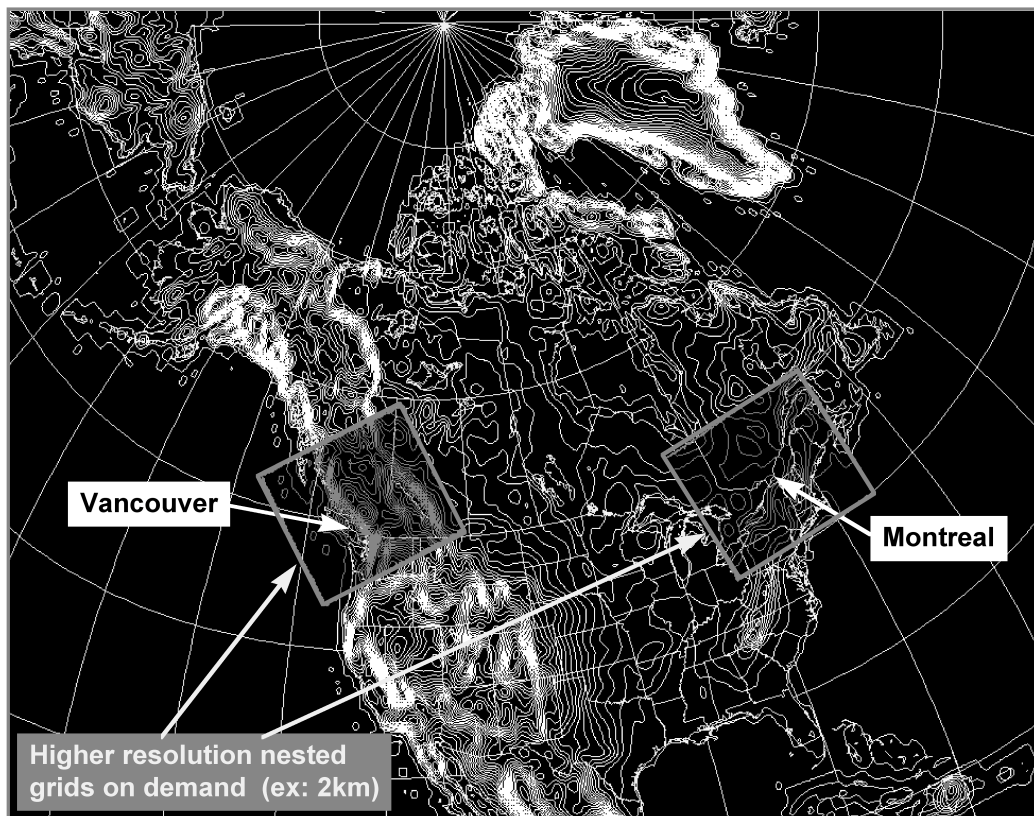 Vancouver
Montreal
Higher resolution nested
grids on demand (ex: 2km)